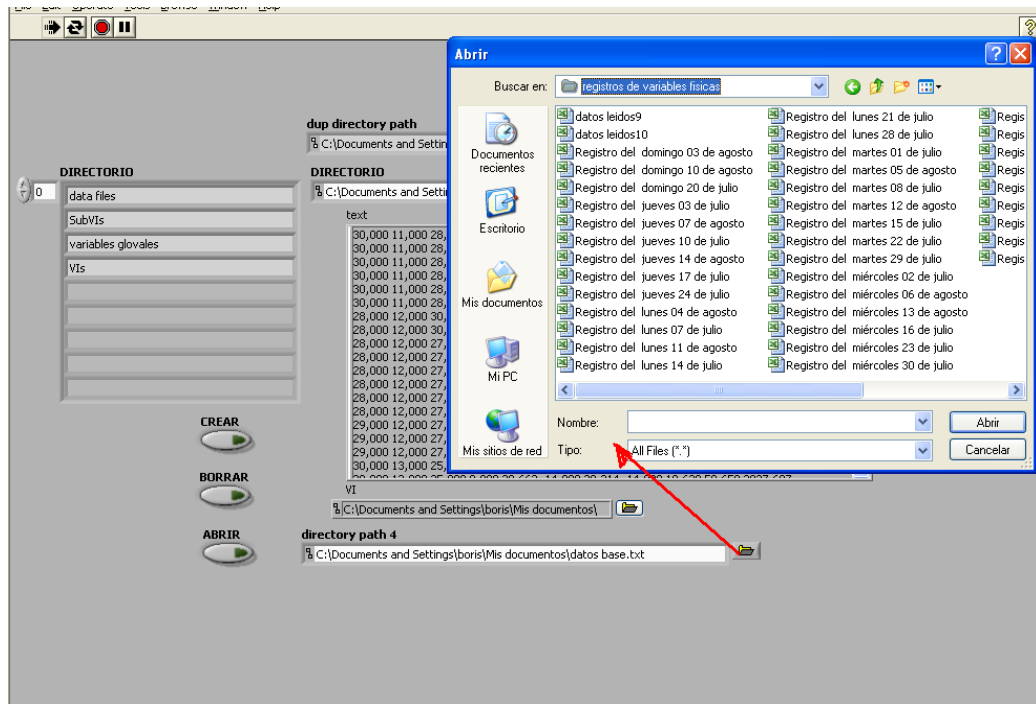 File Edit Operate Tools Browse Window Help
Abrir
Buscar en: registros de variables fisicas
datos leidos9
datos leidos10
Registro del domingo 03 de agosto
Registro del domingo 10 de agosto
Registro del domingo 20 de julio
Registro del jueves 03 de julio
Registro del jueves 07 de agosto
Registro del jueves 10 de julio
Registro del jueves 14 de agosto
Registro del jueves 17 de julio
Registro del jueves 24 de julio
Registro del lunes 04 de agosto
Registro del lunes 07 de julio
Registro del lunes 11 de agosto
Registro del lunes 14 de julio
Registro del lunes 21 de julio
Registro del lunes 28 de julio
Registro del martes 01 de julio
Registro del martes 05 de agosto
Registro del martes 08 de julio
Registro del martes 12 de agosto
Registro del martes 15 de julio
Registro del martes 22 de julio
Registro del martes 29 de julio
Registro del miércoles 02 de julio
Registro del miércoles 06 de agosto
Registro del miércoles 13 de agosto
Registro del miércoles 16 de julio
Registro del miércoles 23 de julio
Registro del miércoles 30 de julio
Regis
Regis
Regis
Regis
Regis
Regis
Regis
Regis
Regis
Documentos recientes
Escritorio
Mis documentos
Mi PC
Mis sitios de red
Nombre:
Abrir
Tipo: All Files (*.*)
Cancelar
dup directory path
C:\Documents and Settin
DIRECTORIO
0
data files
SubVIs
variables glovales
VIs
DIRECTORIO
C:\Documents and Setti
text
30,000 11,000 28,
30,000 11,000 28,
30,000 11,000 28,
30,000 11,000 28,
30,000 11,000 28,
30,000 11,000 28,
28,000 12,000 30,
28,000 12,000 30,
28,000 12,000 27,
28,000 12,000 27,
28,000 12,000 27,
28,000 12,000 27,
28,000 12,000 27,
28,000 12,000 27,
29,000 12,000 27,
29,000 12,000 27,
29,000 12,000 27,
30,000 13,000 25,
VI
C:\Documents and Settings\boris\Mis documentos\
CREAR
BORRAR
ABRIR
directory path 4
C:\Documents and Settings\boris\Mis documentos\datos base.txt